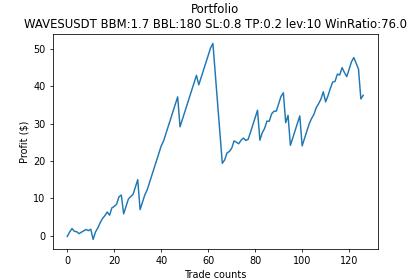 Portfolio
WAVESUSDT BBM:1.7 BBL:180 SL:0.8 TP:0.2 lev:10 WinRatio:76.0
50
40
30
20
10
0
Profit ($)
0 20 40 60 80 100 120
Trade counts